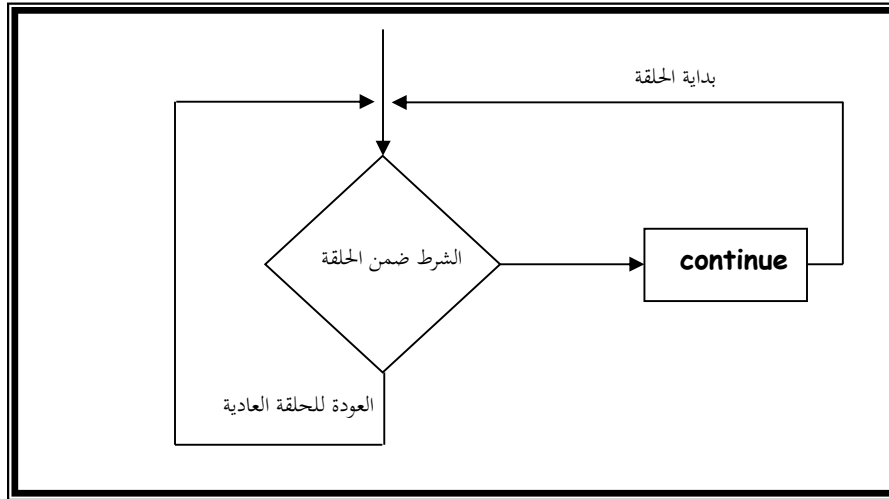 بداية الحلقة
الشرط ضمن الحلقة
continue
العودة للحلقة العادية